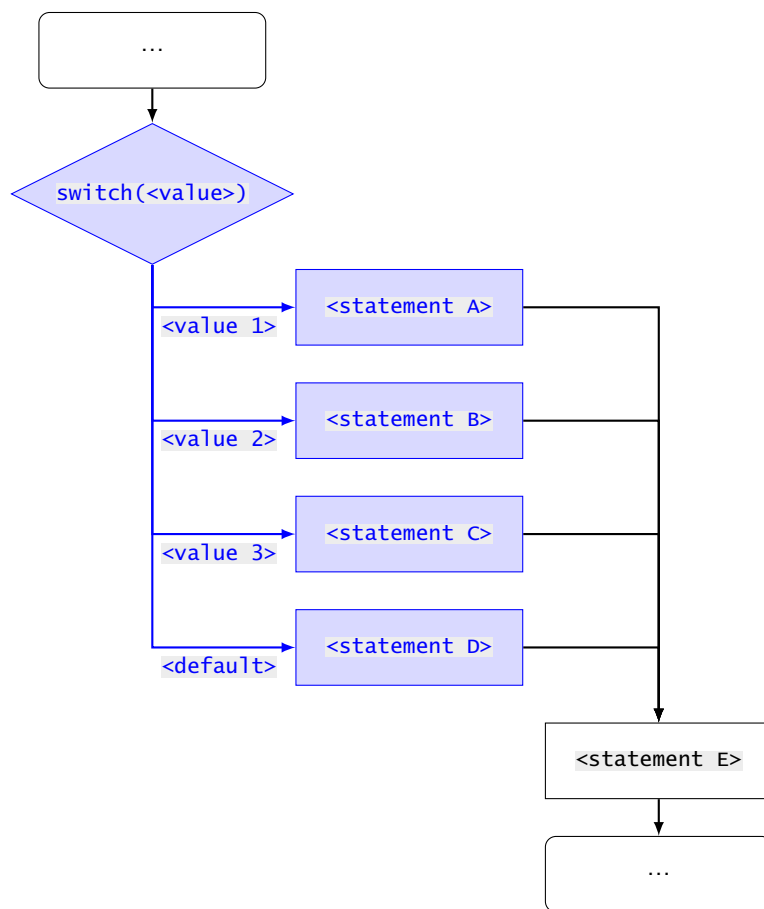 ...
switch(<value>)
<statement A>
<value 1>
<statement B>
<value 2>
<statement C>
<value 3>
<statement D>
<default>
<statement E>
...